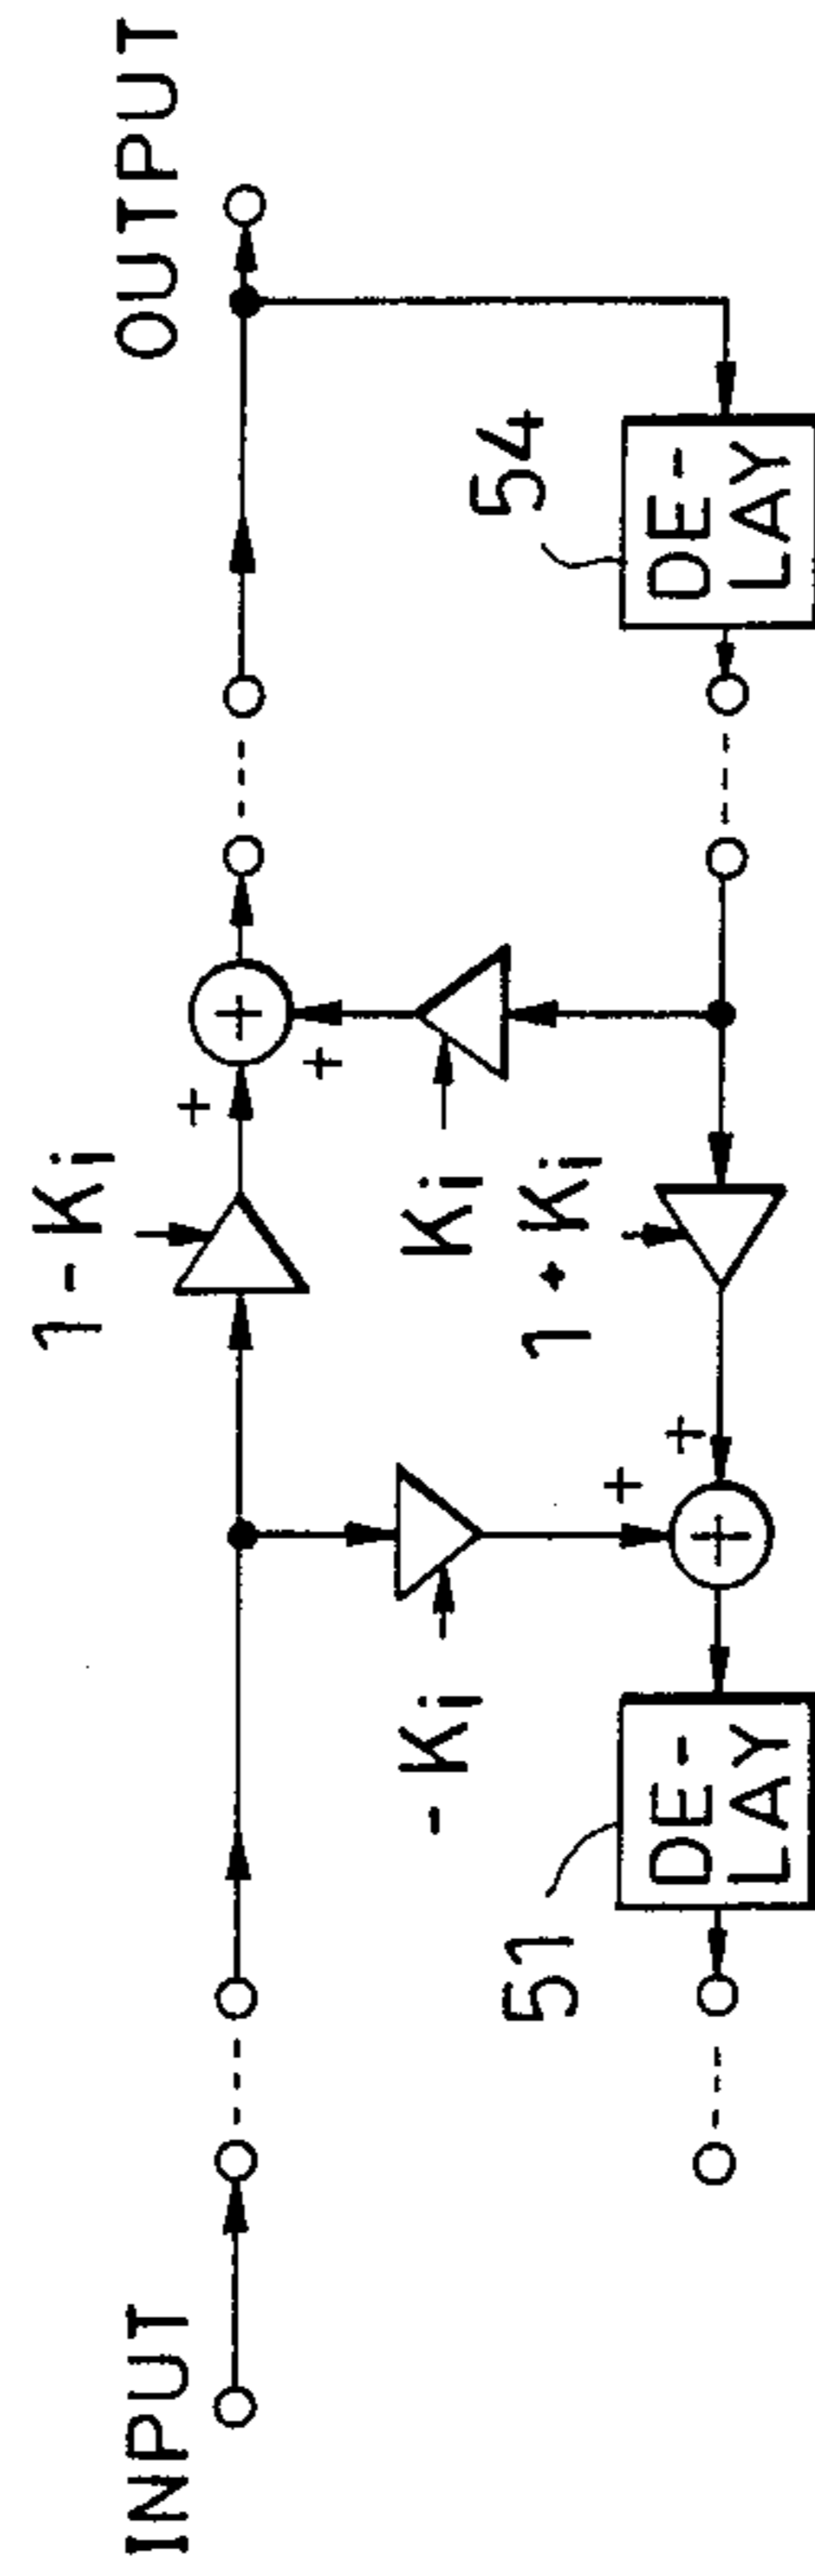 INPUT
OUTPUT
1-Ki
+
+
+
-Ki
Ki
1+Ki
+
+
+
51
DE-
LAY
54
DE-
LAY